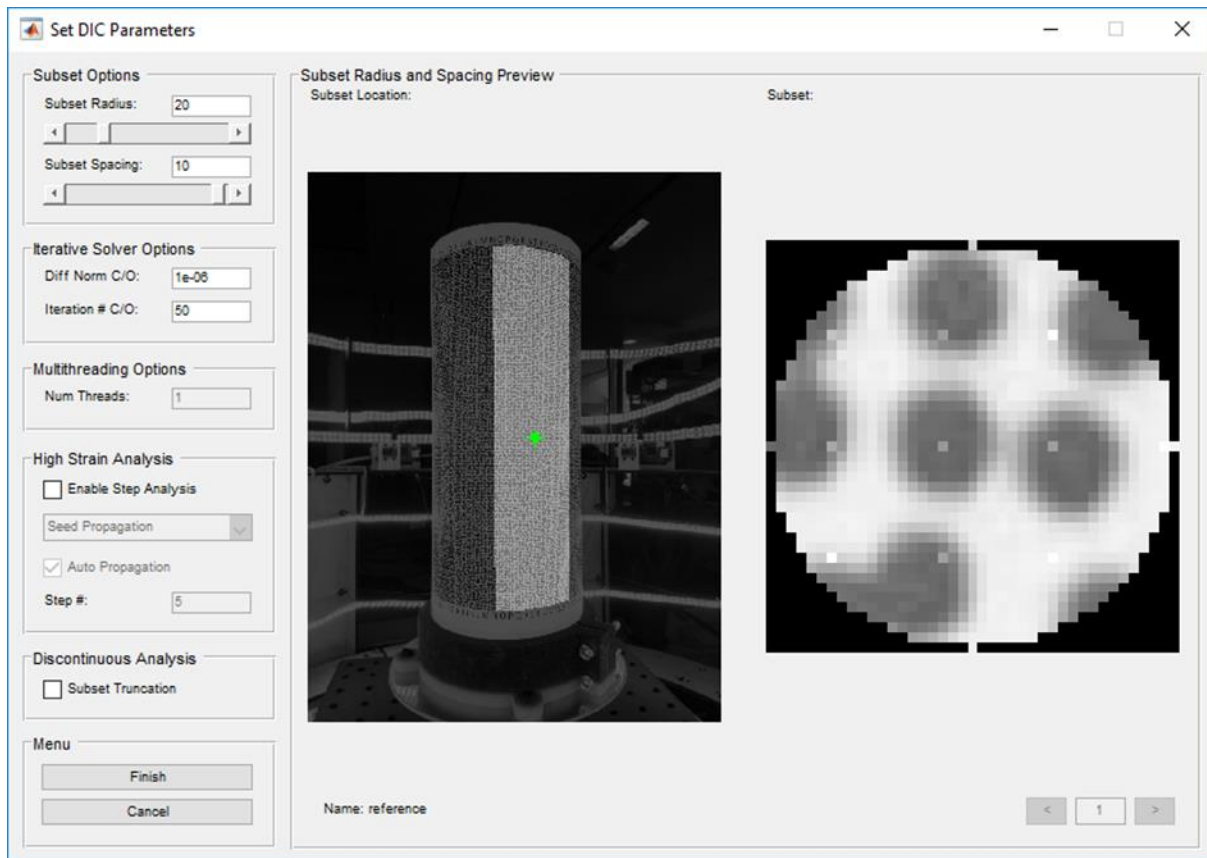 Set DIC Parameters
Subset Options
Subset Radius: 20
Subset Spacing: 10
Iterative Solver Options
Diff Norm C/O: 1e-06
Iteration # C/O: 50
Multithreading Options
Num Threads: 1
High Strain Analysis
Enable Step Analysis
Seed Propagation
Auto Propagation
Step #: 5
Discontinuous Analysis
Subset Truncation
Menu
Finish
Cancel
Subset Radius and Spacing Preview
Subset Location:
Subset:
Name: reference
< 1 >